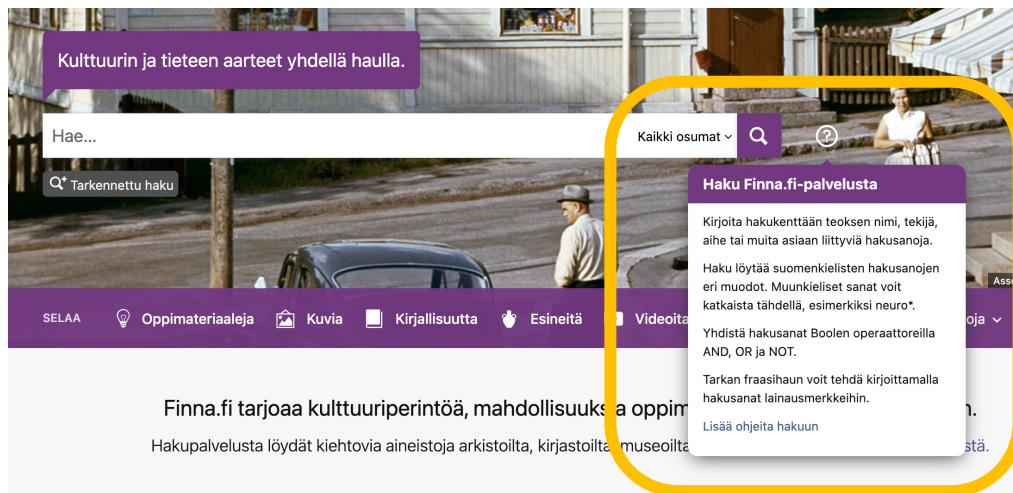 Kulttuurin ja tieteen aarteet yhdellä haulla.
Hae...
Kaikki osumat
Tarkennettu haku
Haku Finna.fi-palvelusta
Kirjoita hakukenttään teoksen nimi, tekijä,
aihe tai muita asiaan liittyviä hakusanoja.
Haku löytää suomenkielisten hakusanojen
eri muodot. Muunkieliset sanat voit
katkaista tähdellä, esimerkiksi neuro*.
Yhdistä hakusanat Boolen operaattoreilla
AND, OR ja NOT.
Tarkan fraasihaun voit tehdä kirjoittamalla
hakusanat lainausmerkkeihin.
Lisää ohjeita hakuun
SELAA Oppimateriaaleja Kuvia Kirjallisuutta Esineitä Videoita
Finna.fi tarjoaa kulttuuriperintöä, mahdollisuuksia
Hakupalvelusta löydät kiehtovia aineistoja arkistoilta, kirjastoilta, museoilta